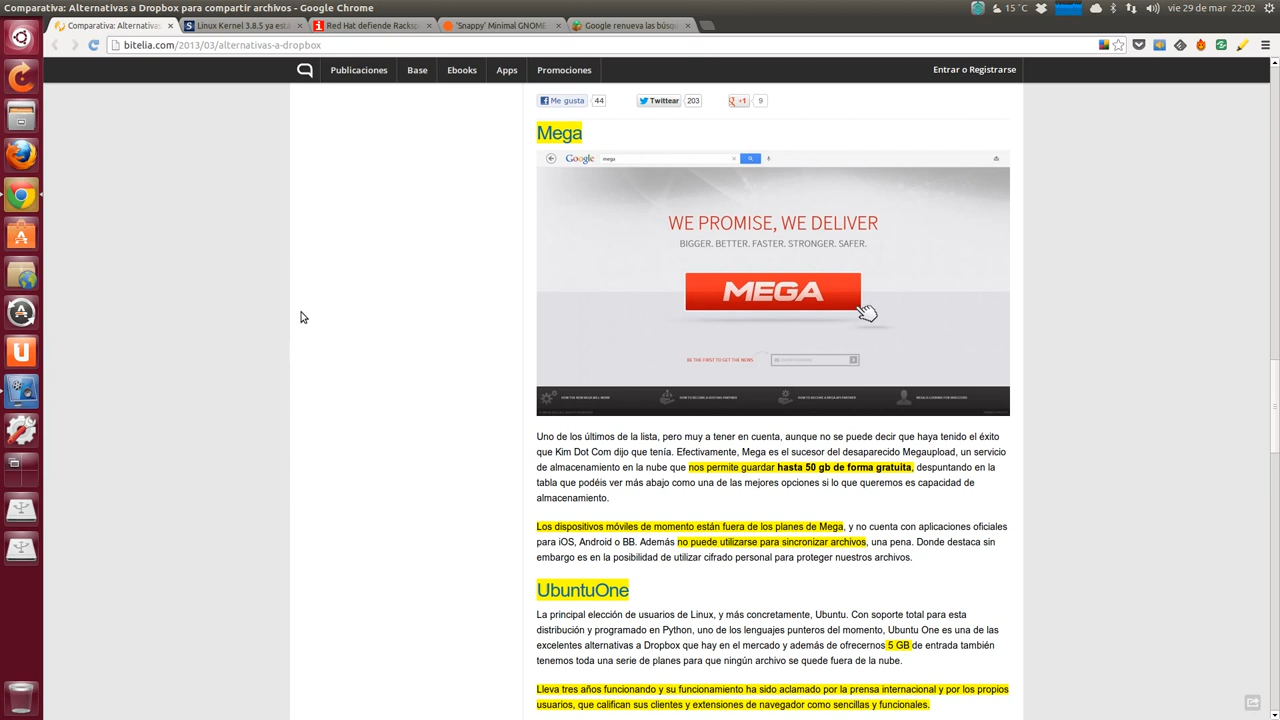 Comparativa: Alternativas a Dropbox para compartir archivos - Google Chrome
15 °C
vie 29 de mar 22:02
Comparativa: Alternativas
Linux Kernel 3.8.5 ya está
Red Hat defiende Rackspa
'Snappy' Minimal GNOME
Google renueva las búsqu
bitelia.com/2013/03/alternativas-a-dropbox
Publicaciones Base Ebooks Apps Promociones
Entrar o Registrarse
Me gusta 44 Twittear 203 +1 9
Mega
Google mega
WE PROMISE, WE DELIVER
BIGGER. BETTER. FASTER. STRONGER. SAFER.
MEGA
BE THE FIRST TO GET THE NEWS
Uno de los últimos de la lista, pero muy a tener en cuenta, aunque no se puede decir que haya tenido el éxito
que Kim Dot Com dijo que tenía. Efectivamente, Mega es el sucesor del desaparecido Megaupload, un servicio
de almacenamiento en la nube que nos permite guardar hasta 50 gb de forma gratuita, despuntando en la
tabla que podéis ver más abajo como una de las mejores opciones si lo que queremos es capacidad de
almacenamiento.
Los dispositivos móviles de momento están fuera de los planes de Mega, y no cuenta con aplicaciones oficiales
para iOS, Android o BB. Además no puede utilizarse para sincronizar archivos, una pena. Donde destaca sin
embargo es en la posibilidad de utilizar cifrado personal para proteger nuestros archivos.
UbuntuOne
La principal elección de usuarios de Linux, y más concretamente, Ubuntu. Con soporte total para esta
distribución y programado en Python, uno de los lenguajes punteros del momento, Ubuntu One es una de las
excelentes alternativas a Dropbox que hay en el mercado y además de ofrecernos 5 GB de entrada también
tenemos toda una serie de planes para que ningún archivo se quede fuera de la nube.
Lleva tres años funcionando y su funcionamiento ha sido aclamado por la prensa internacional y por los propios
usuarios, que califican sus clientes y extensiones de navegador como sencillas y funcionales.